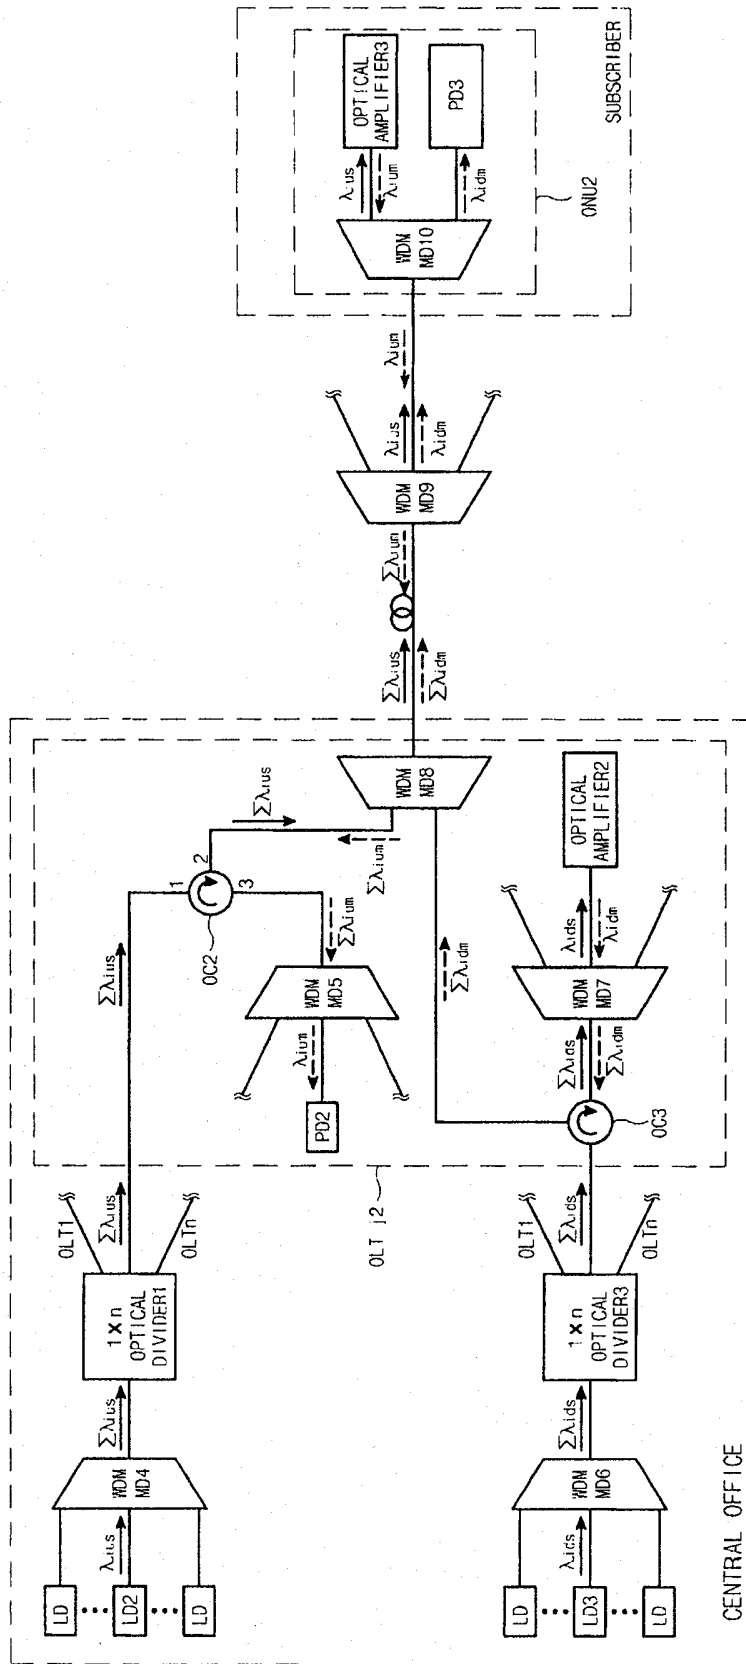 CENTRAL OFFICE
LD
LD2
LD
λius
WDM
MD4
Σλius
1×n
OPTICAL
DIVIDER1
Σλius
OLT1
OLTn
Σλius
1
2
3
OC2
Σλius
Σλium
Σλium
WDM
MD5
λium
PD2
OLT j2
LD
LD3
LD
λids
WDM
MD6
Σλids
1×n
OPTICAL
DIVIDER3
Σλids
OLT1
OLTn
OC3
Σλids
Σλidm
WDM
MD7
λids
λidm
OPTICAL
AMPLIFIER2
Σλidm
WDM
MD8
Σλius
Σλidm
Σλium
WDM
MD9
λius
λidm
λium
SUBSCRIBER
ONU2
WDM
MD10
λius
λium
OPTICAL
AMPLIFIER3
λidm
PD3